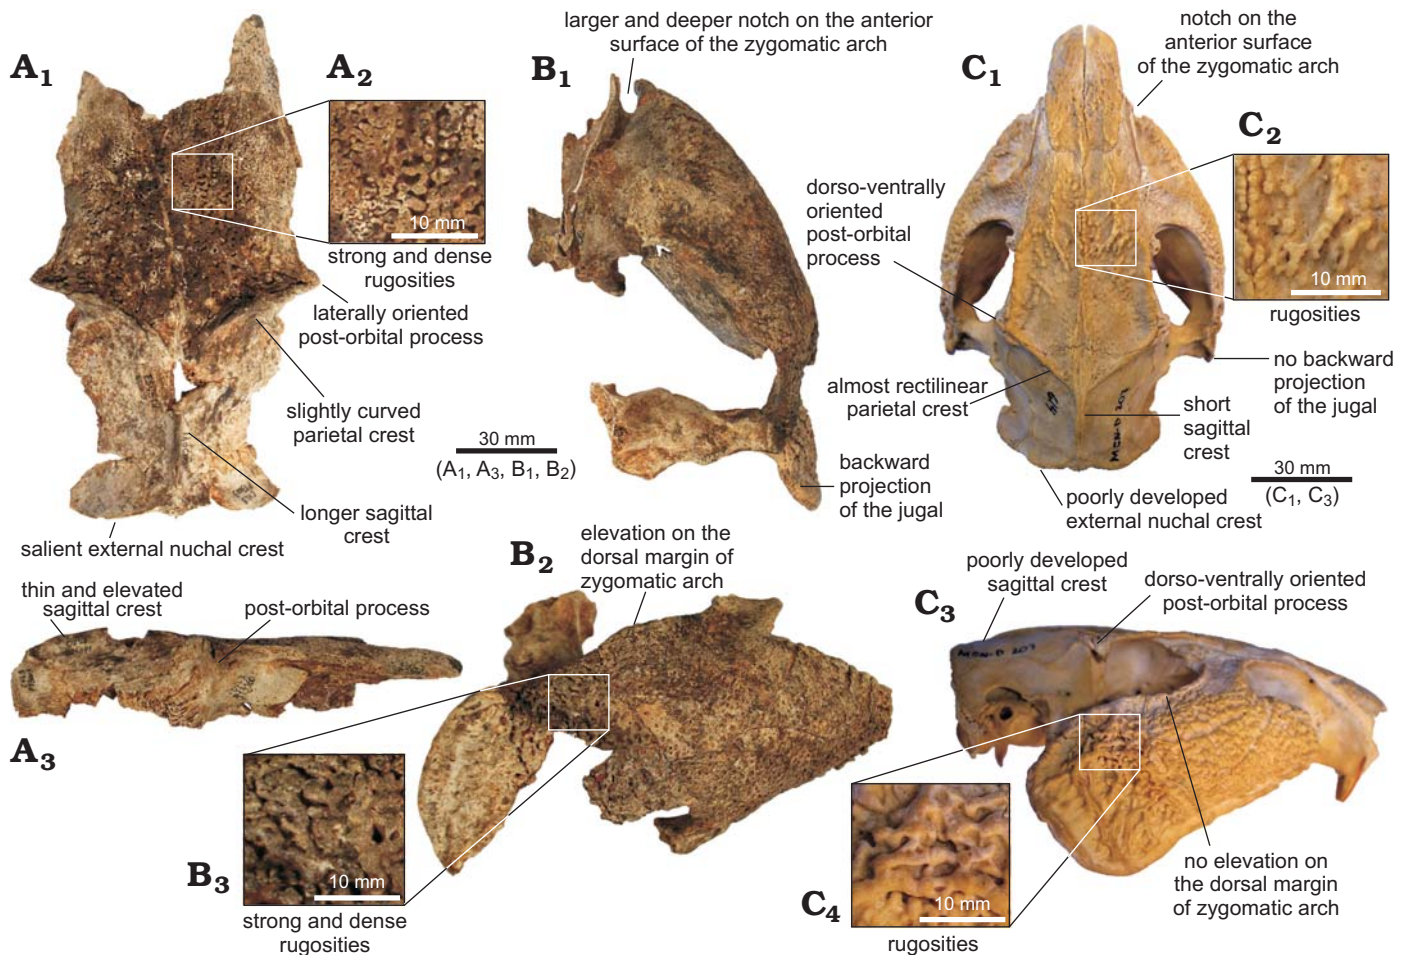 A1
A2
10 mm
strong and dense
rugosities
laterally oriented
post-orbital process
slightly curved
parietal crest
longer sagittal
crest
salient external nuchal crest
30 mm
(A1, A3, B1, B2)
larger and deeper notch on the anterior
surface of the zygomatic arch
B1
dorso-ventrally
oriented
post-orbital
process
almost rectilinear
parietal crest
backward
projection
of the jugal
C1
notch on the
anterior surface
of the zygomatic arch
C2
10 mm
rugosities
no backward
projection
of the jugal
short
sagittal
crest
30 mm
(C1, C3)
poorly developed
external nuchal crest
thin and elevated
sagittal crest
post-orbital process
A3
B2
elevation on the
dorsal margin of
zygomatic arch
B3
10 mm
strong and dense
rugosities
C3
poorly developed
sagittal crest
dorso-ventrally oriented
post-orbital process
MBN-D 207
C4
10 mm
rugosities
no elevation on
the dorsal margin
of zygomatic arch